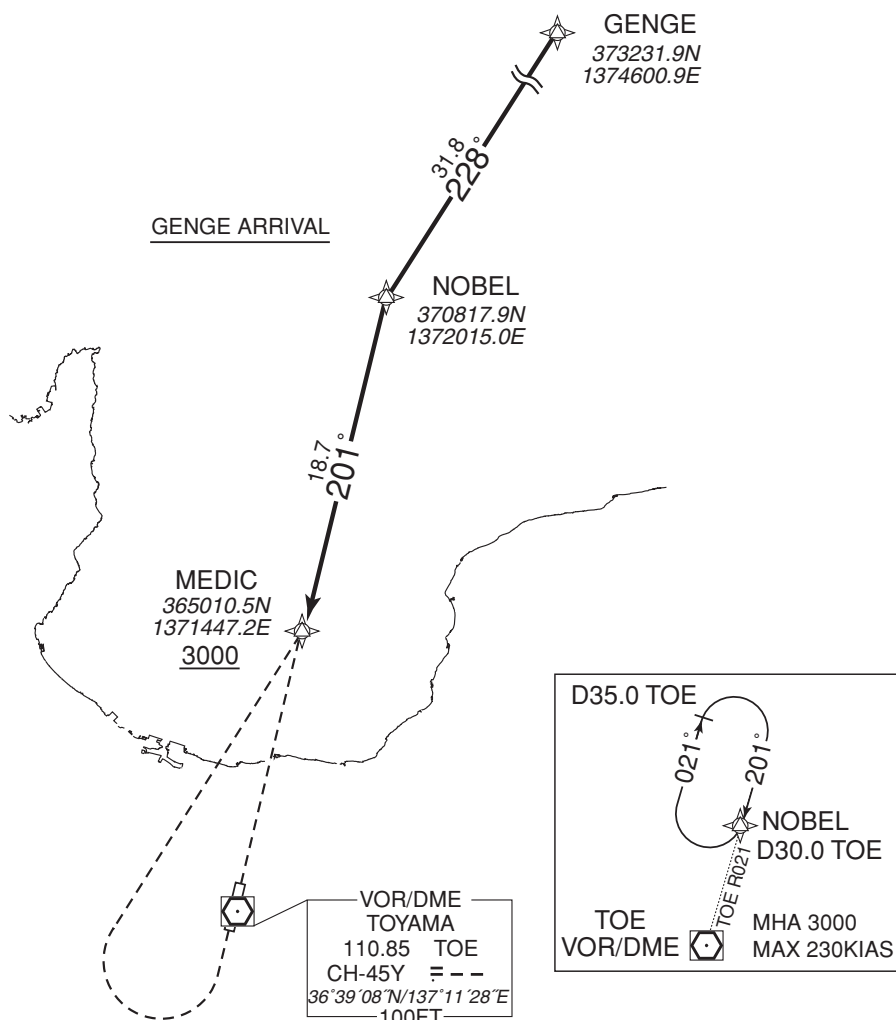 GENGE
373231.9N
1374600.9E
31.8
228°
GENGE ARRIVAL
NOBEL
370817.9N
1372015.0E
18.7
201°
MEDIC
365010.5N
1371447.2E
3000
D35.0 TOE
021°
201°
NOBEL
D30.0 TOE
TOE R021
TOE
VOR/DME
MHA 3000
MAX 230KIAS
VOR/DME
TOYAMA
110.85 TOE
CH-45Y
36°39´08˝N/137°11´28˝E
100FT